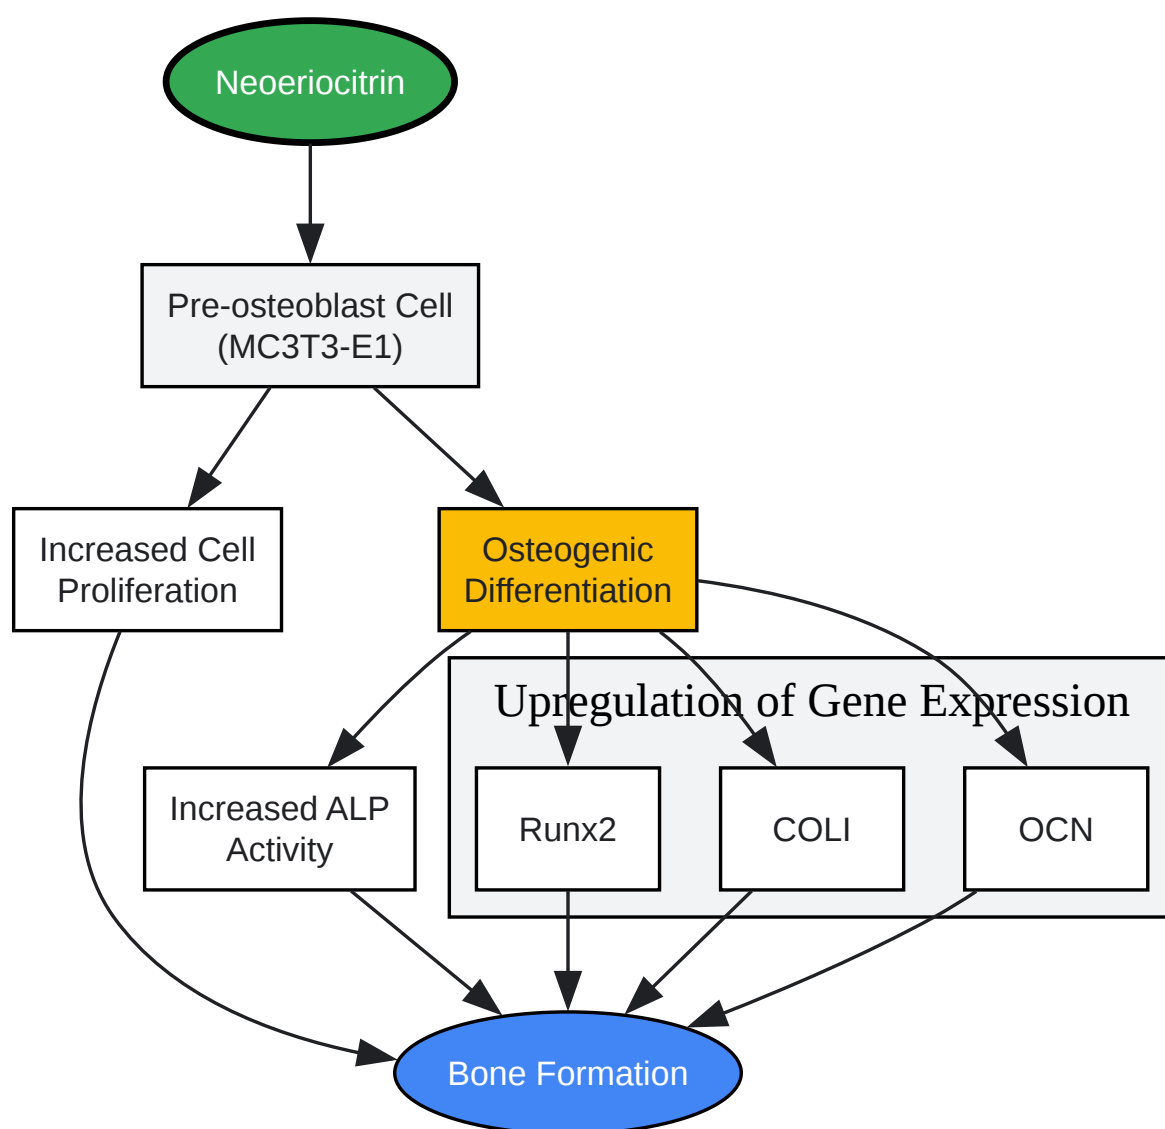 Neoeriocitrin
Pre-osteoblast Cell
(MC3T3-E1)
Increased Cell
Proliferation
Osteogenic
Differentiation
Upregulation of Gene Expression
Increased ALP
Activity
Runx2
COLI
OCN
Bone Formation